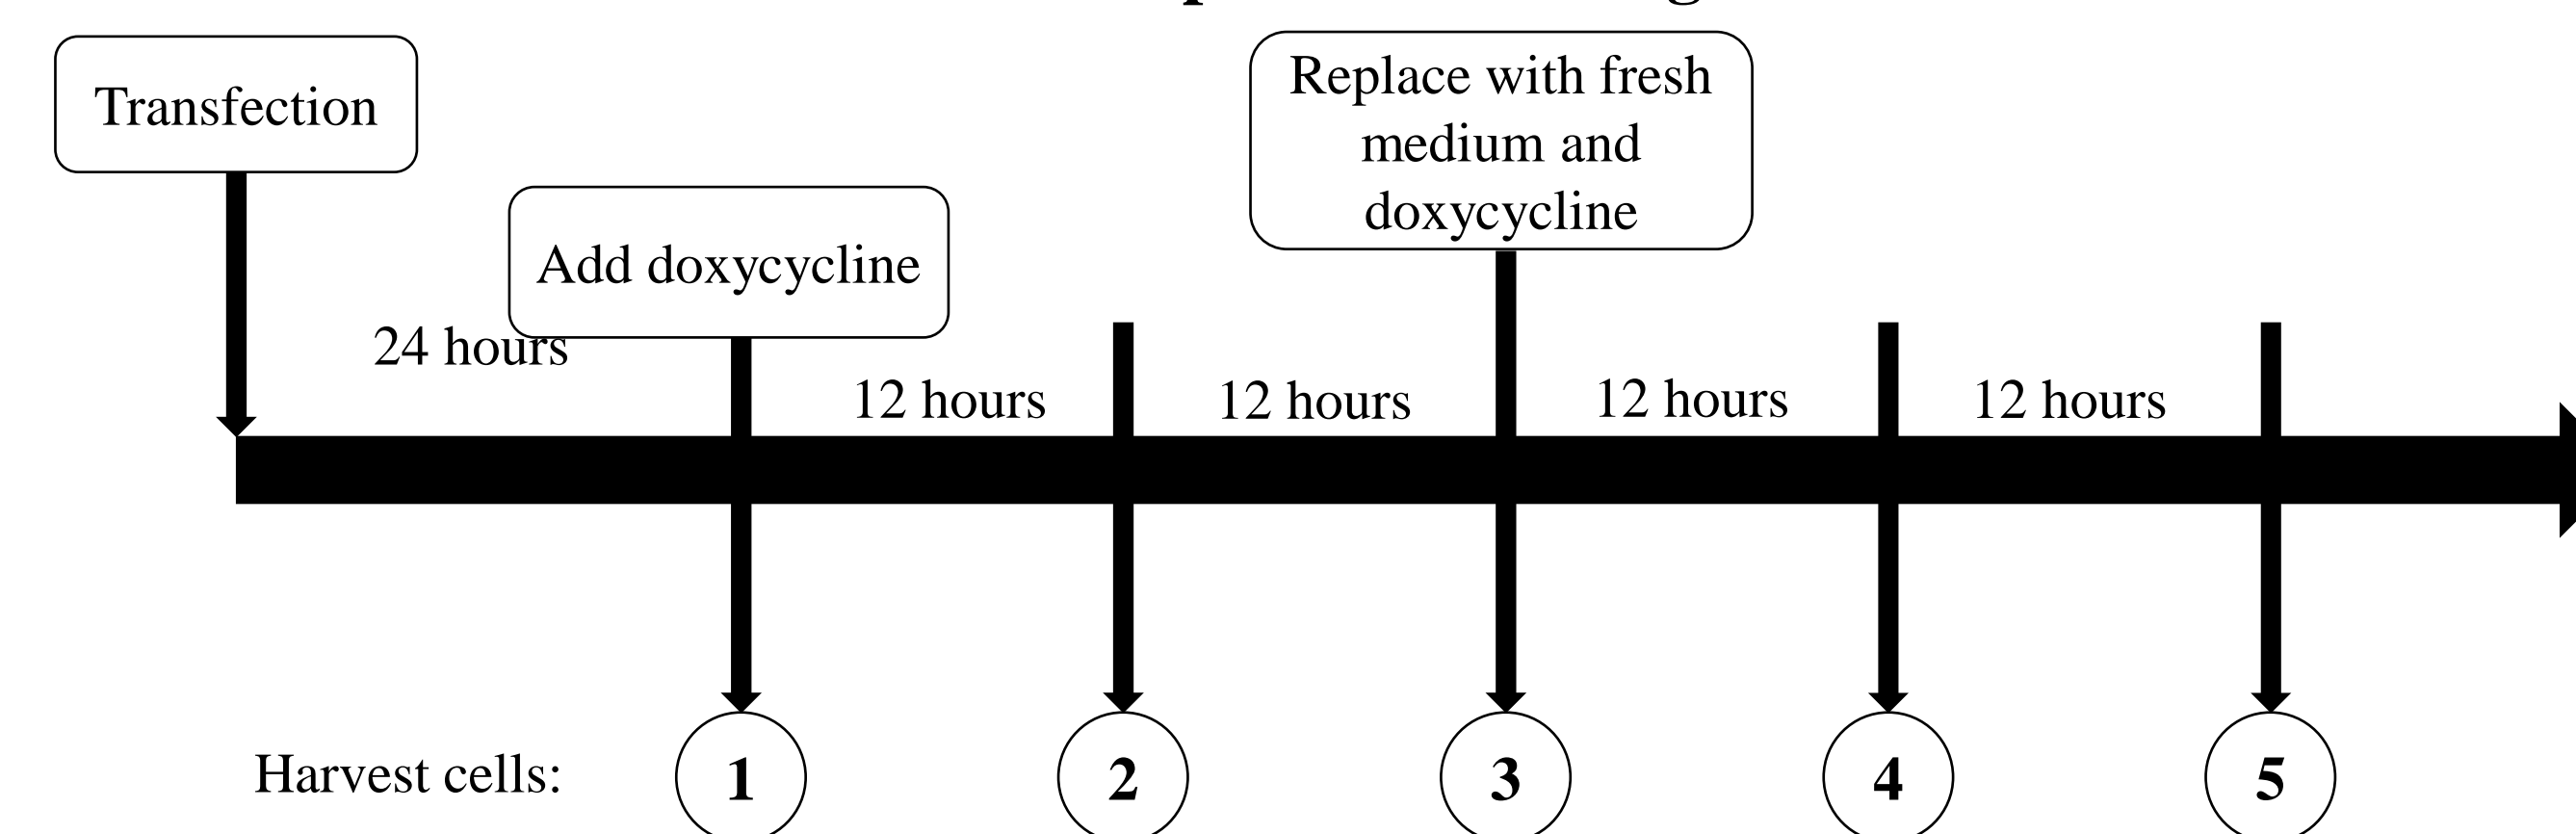 Transfection
Replace with fresh
medium and
doxycycline
Add doxycycline
24 hours
12 hours
12 hours
12 hours
12 hours
Harvest cells:
1
2
3
4
5